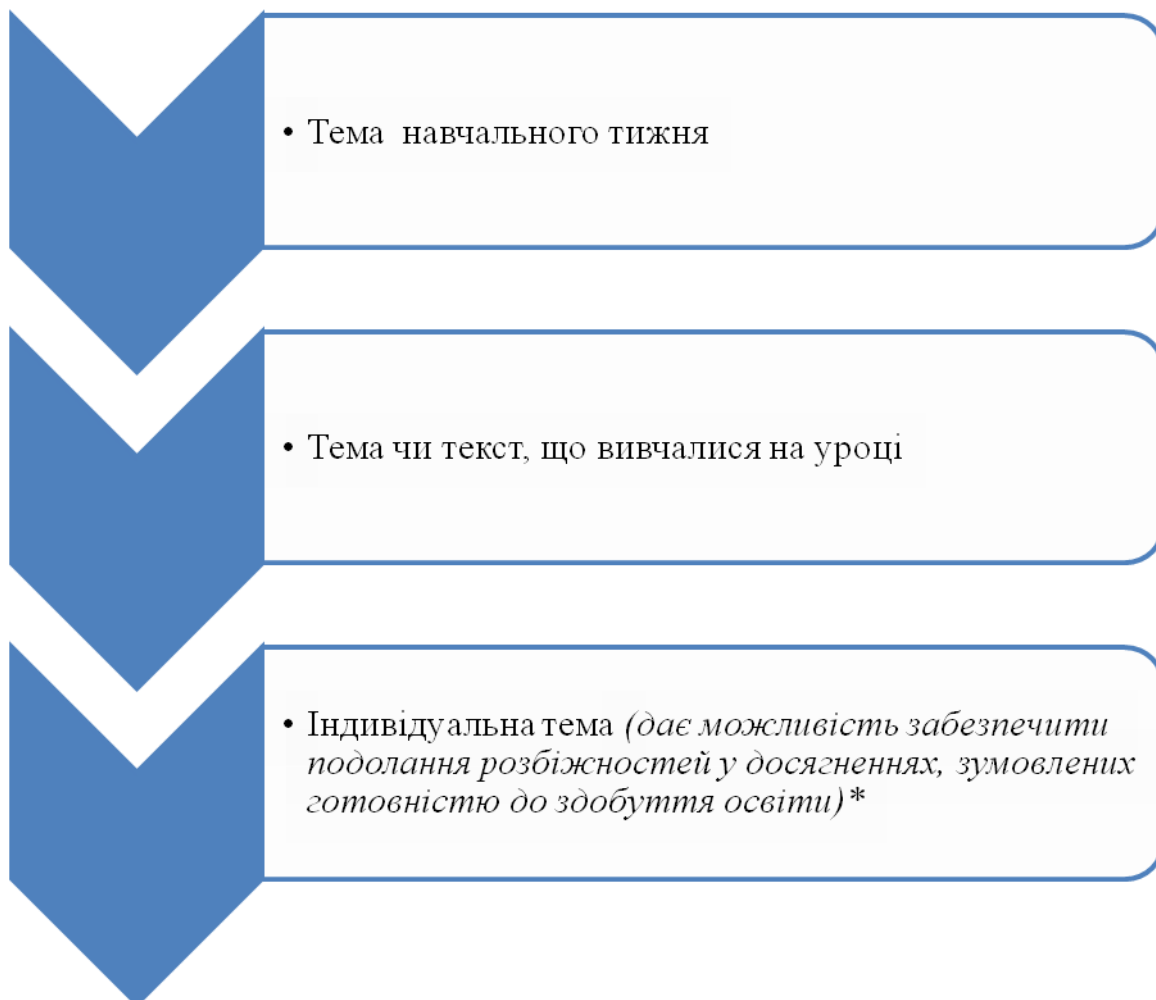 • Тема навчального тижня
• Тема чи текст, що вивчалися на уроці
• Індивідуальна тема (дає можливість забезпечити
подолання розбіжностей у досягненнях, зумовлених
готовністю до здобуття освіти)*